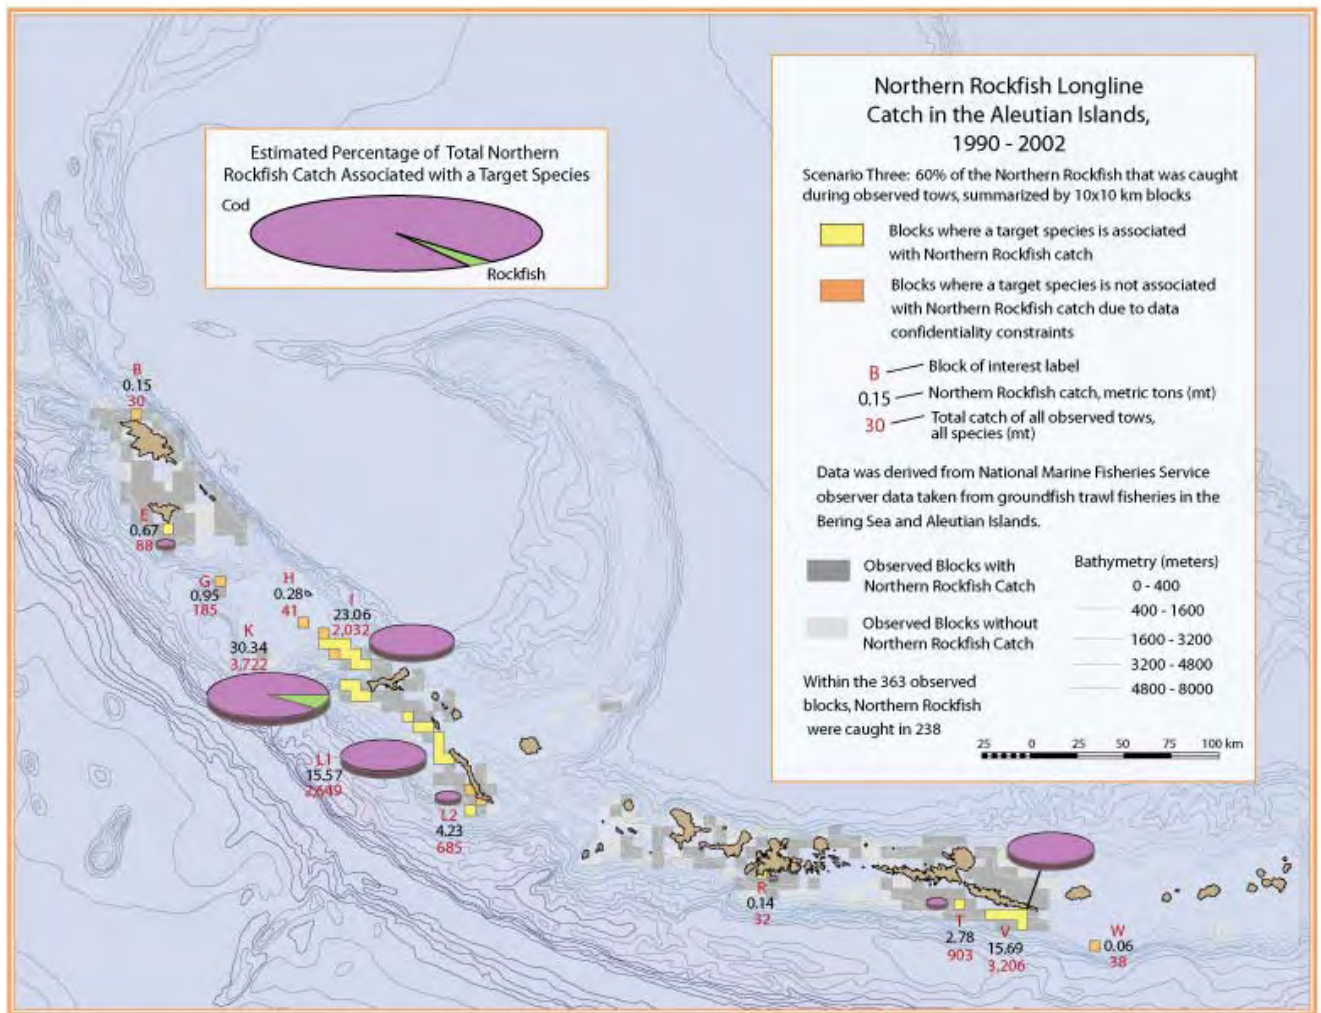 Northern Rockfish Longline
Catch in the Aleutian Islands,
1990 - 2002
Scenario Three: 60% of the Northern Rockfish that was caught
during observed tows, summarized by 10x10 km blocks
Blocks where a target species is associated
with Northern Rockfish catch
Blocks where a target species is not associated
with Northern Rockfish catch due to data
confidentiality constraints
B
Block of interest label
0.15
Northern Rockfish catch, metric tons (mt)
30
Total catch of all observed tows,
all species (mt)
Data was derived from National Marine Fisheries Service
observer data taken from groundfish trawl fisheries in the
Bering Sea and Aleutian Islands.
Observed Blocks with
Northern Rockfish Catch
Observed Blocks without
Northern Rockfish Catch
Within the 363 observed
blocks, Northern Rockfish
were caught in 238
Bathymetry (meters)
0 - 400
400 - 1600
1600 - 3200
3200 - 4800
4800 - 8000
25 0 25 50 75 100 km
Estimated Percentage of Total Northern
Rockfish Catch Associated with a Target Species
Cod
Rockfish
B
0.15
30
E
0.67
88
G
0.95
185
H
0.28
41
I
23.06
2,032
K
30.34
3,722
L1
15.57
2,649
L2
4.23
685
R
0.14
32
T
2.78
903
V
15.69
3,206
W
0.06
38